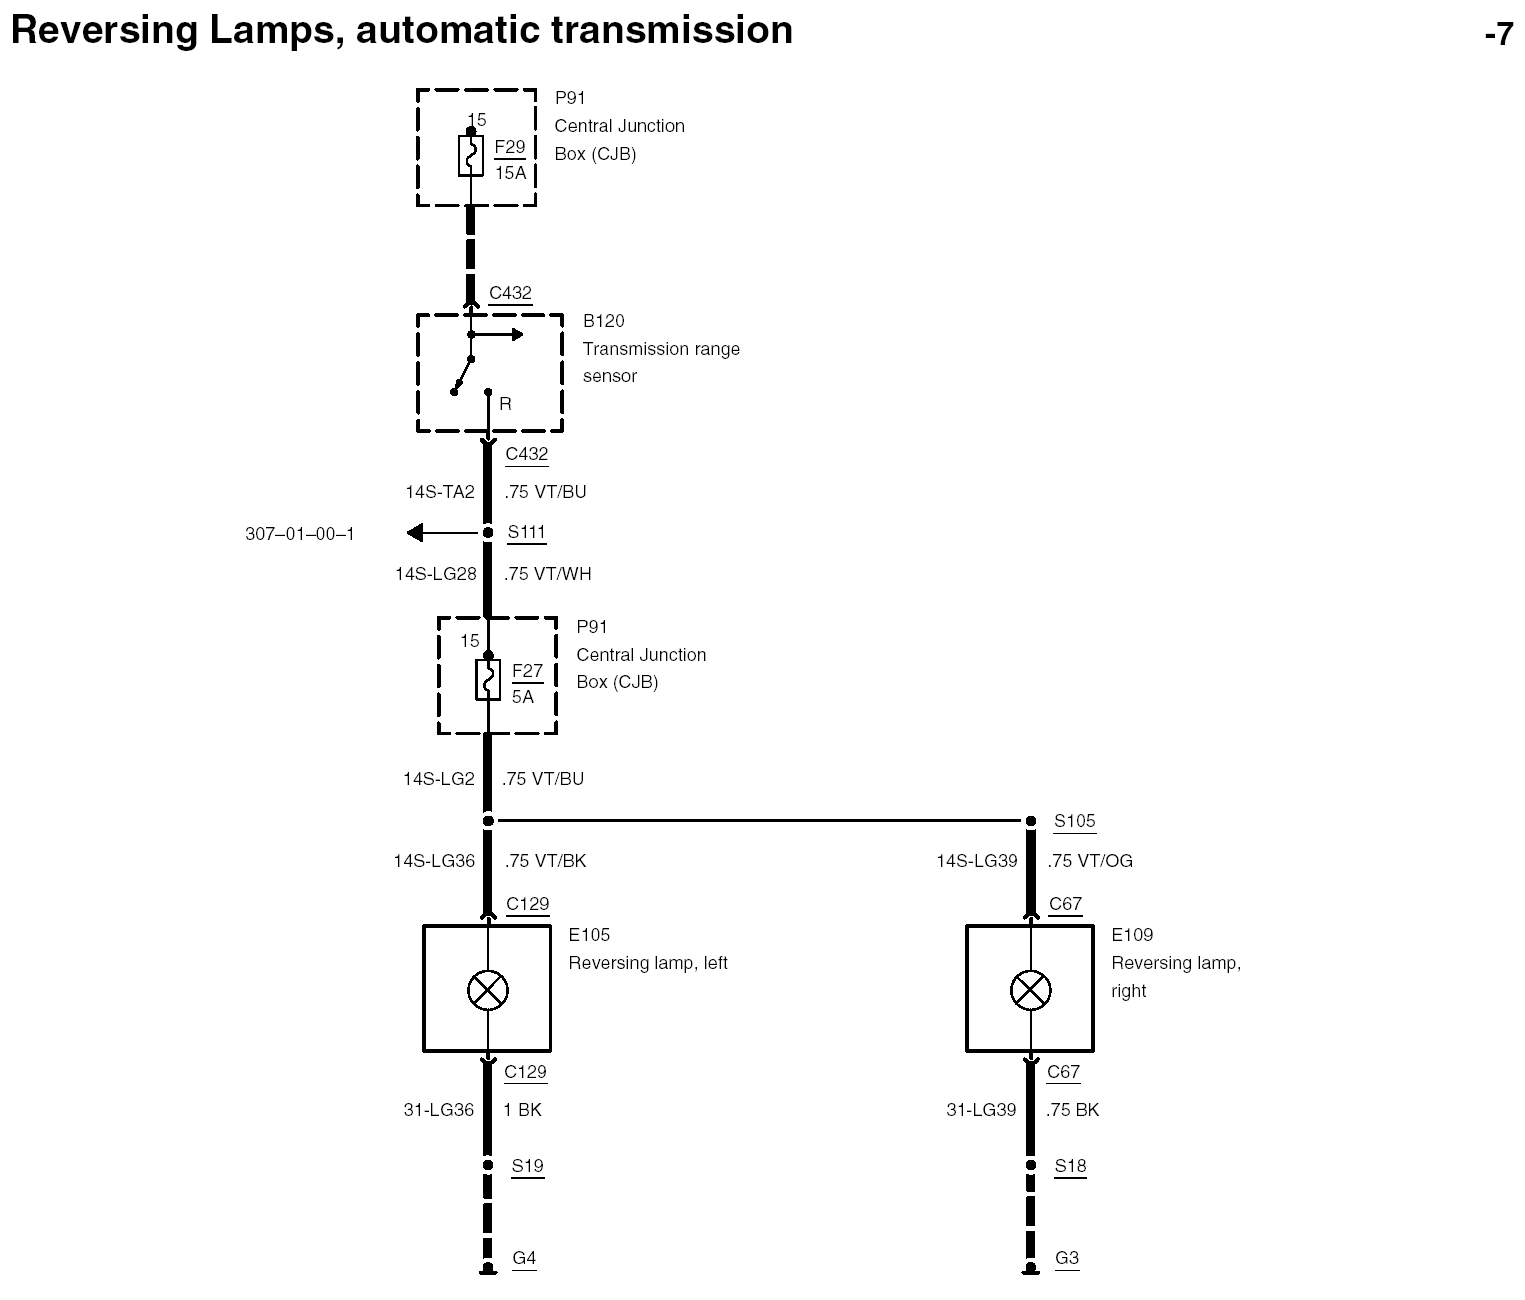 Reversing Lamps, automatic transmission
-7
P91
Central Junction
Box (CJB)
15
F29
15A
C432
B120
Transmission range
sensor
R
C432
14S-TA2 .75 VT/BU
307–01–00–1
S111
14S-LG28 .75 VT/WH
P91
Central Junction
Box (CJB)
15
F27
5A
14S-LG2 .75 VT/BU
S105
14S-LG36 .75 VT/BK
14S-LG39 .75 VT/OG
C129
C67
E105
Reversing lamp, left
E109
Reversing lamp,
right
C129
C67
31-LG36 1 BK
31-LG39 .75 BK
S19
S18
G4
G3